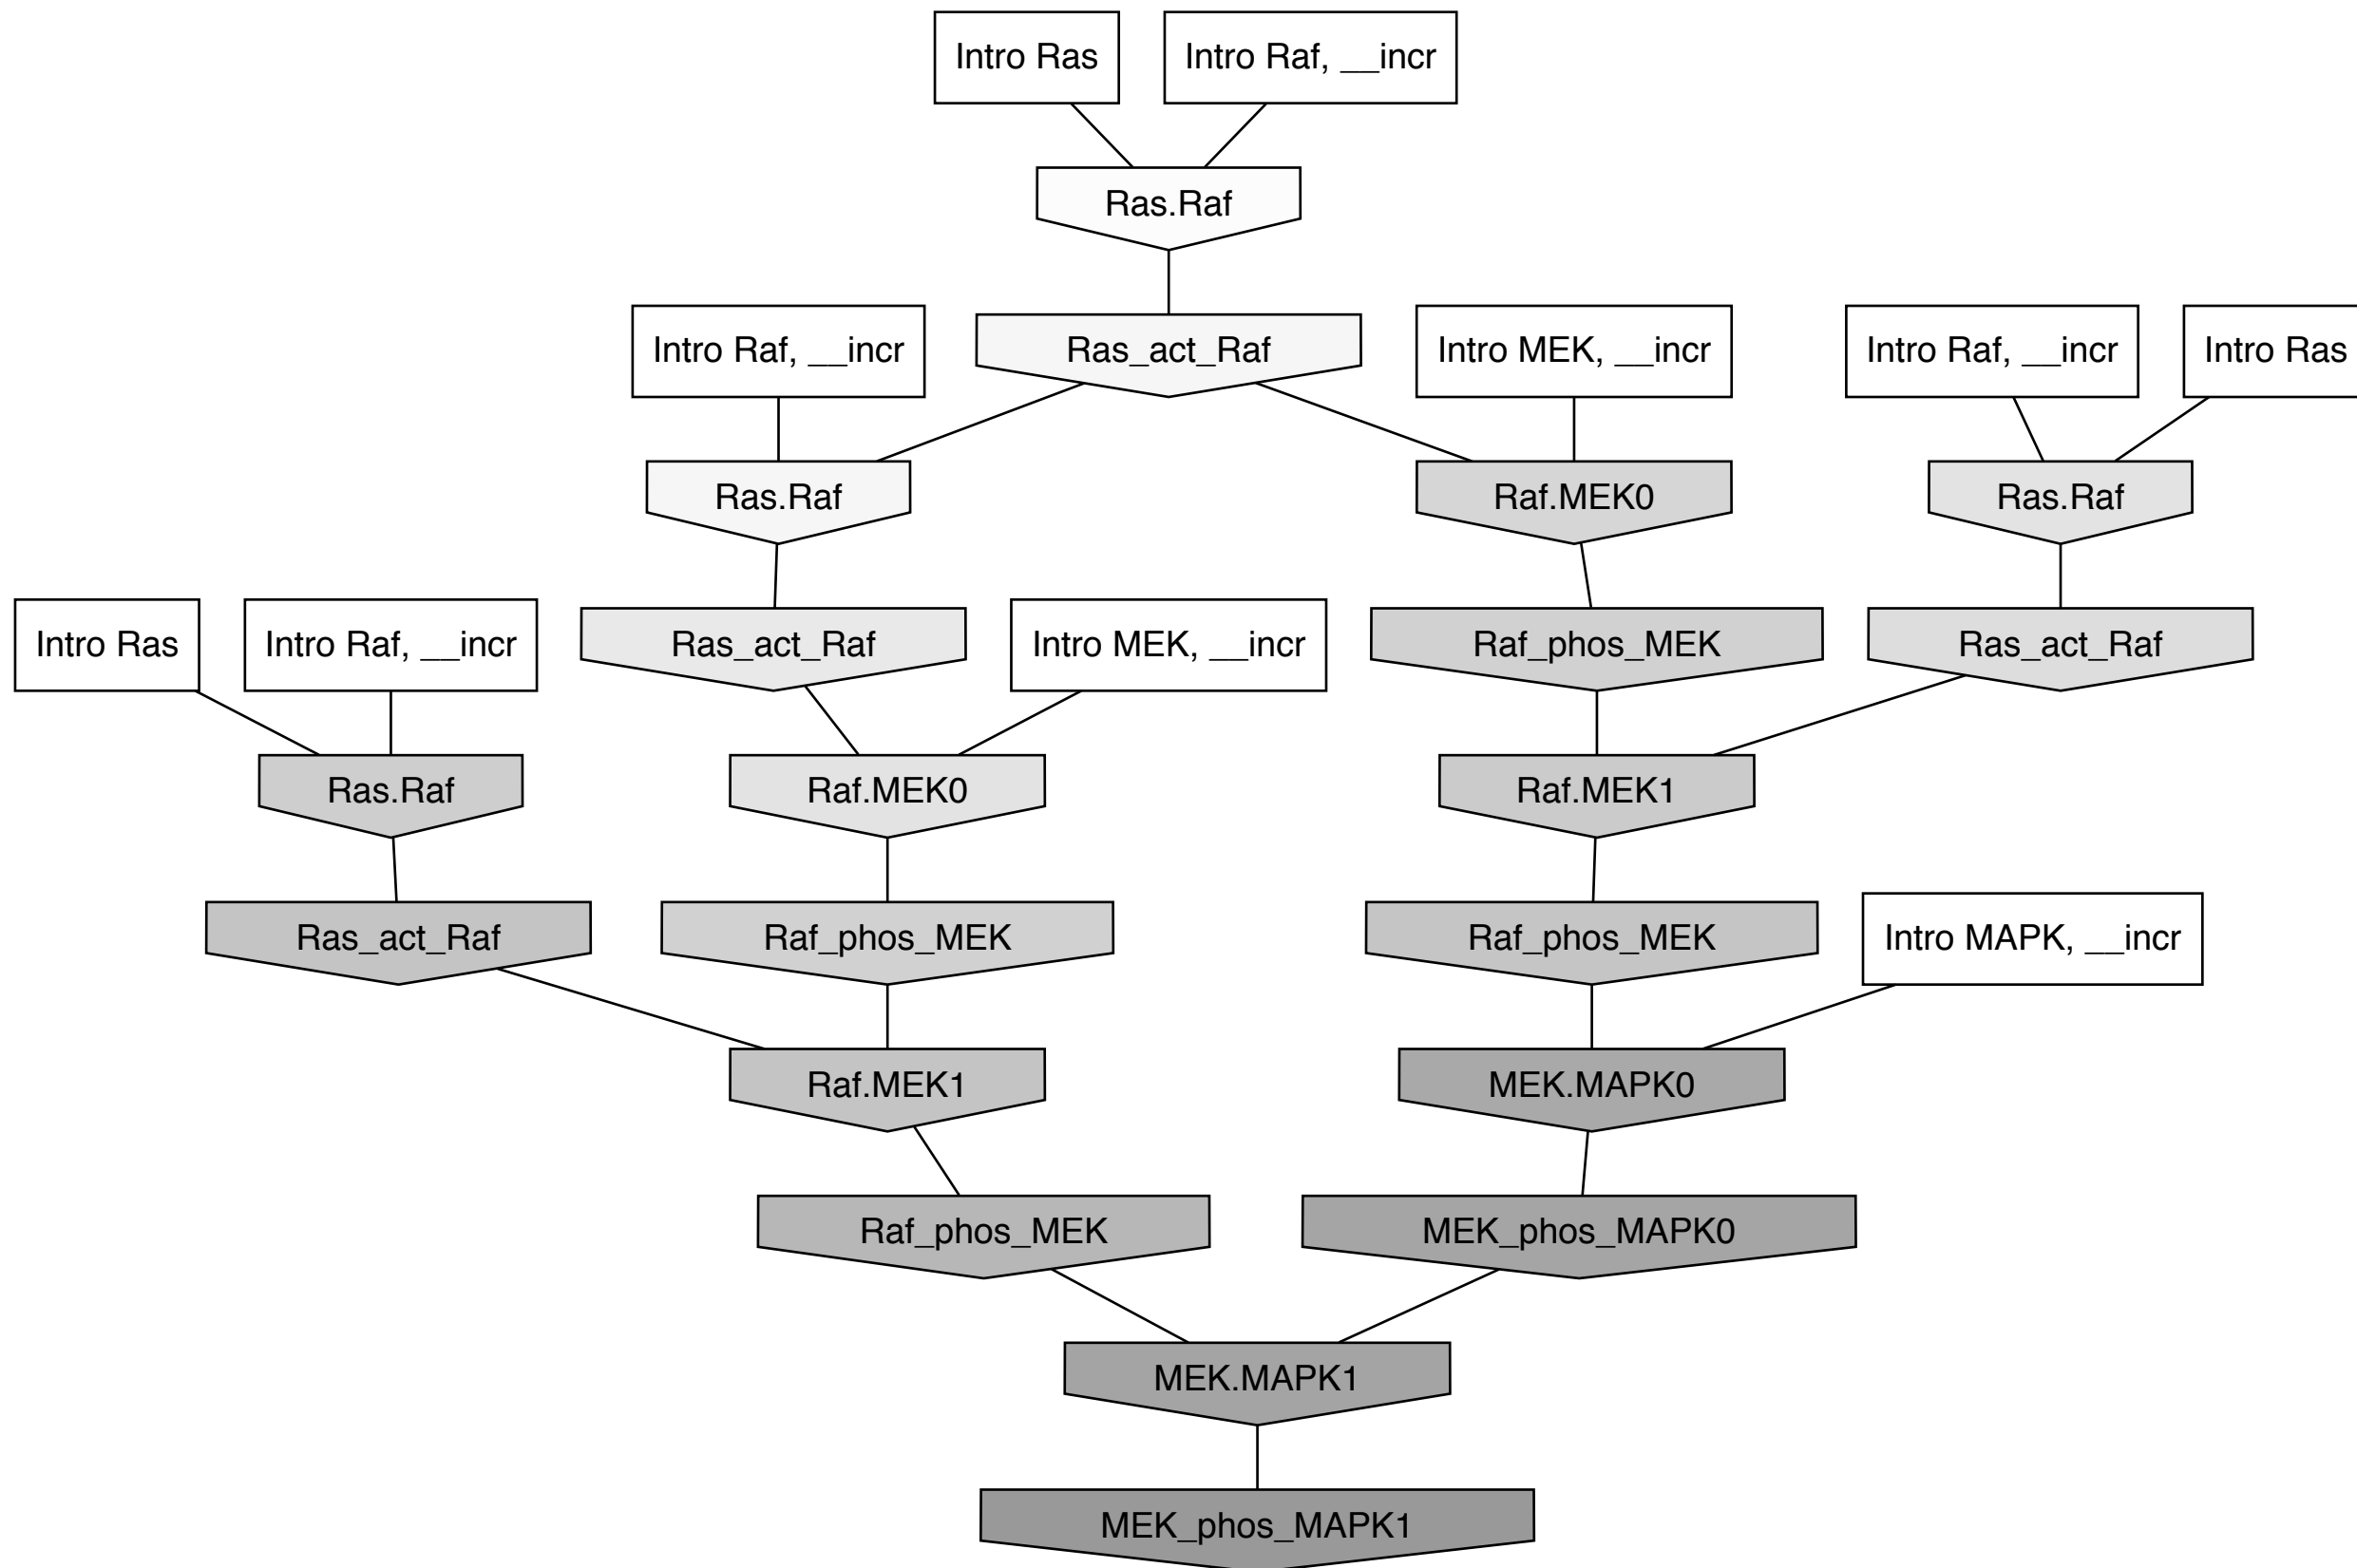 Intro Ras
Intro Raf, __incr
Ras.Raf
Intro Raf, __incr
Ras_act_Raf
Intro MEK, __incr
Intro Raf, __incr
Intro Ras
Ras.Raf
Raf.MEK0
Ras.Raf
Intro Ras
Intro Raf, __incr
Ras_act_Raf
Intro MEK, __incr
Raf_phos_MEK
Ras_act_Raf
Ras.Raf
Raf.MEK0
Raf.MEK1
Ras_act_Raf
Raf_phos_MEK
Raf_phos_MEK
Intro MAPK, __incr
Raf.MEK1
MEK.MAPK0
Raf_phos_MEK
MEK_phos_MAPK0
MEK.MAPK1
MEK_phos_MAPK1